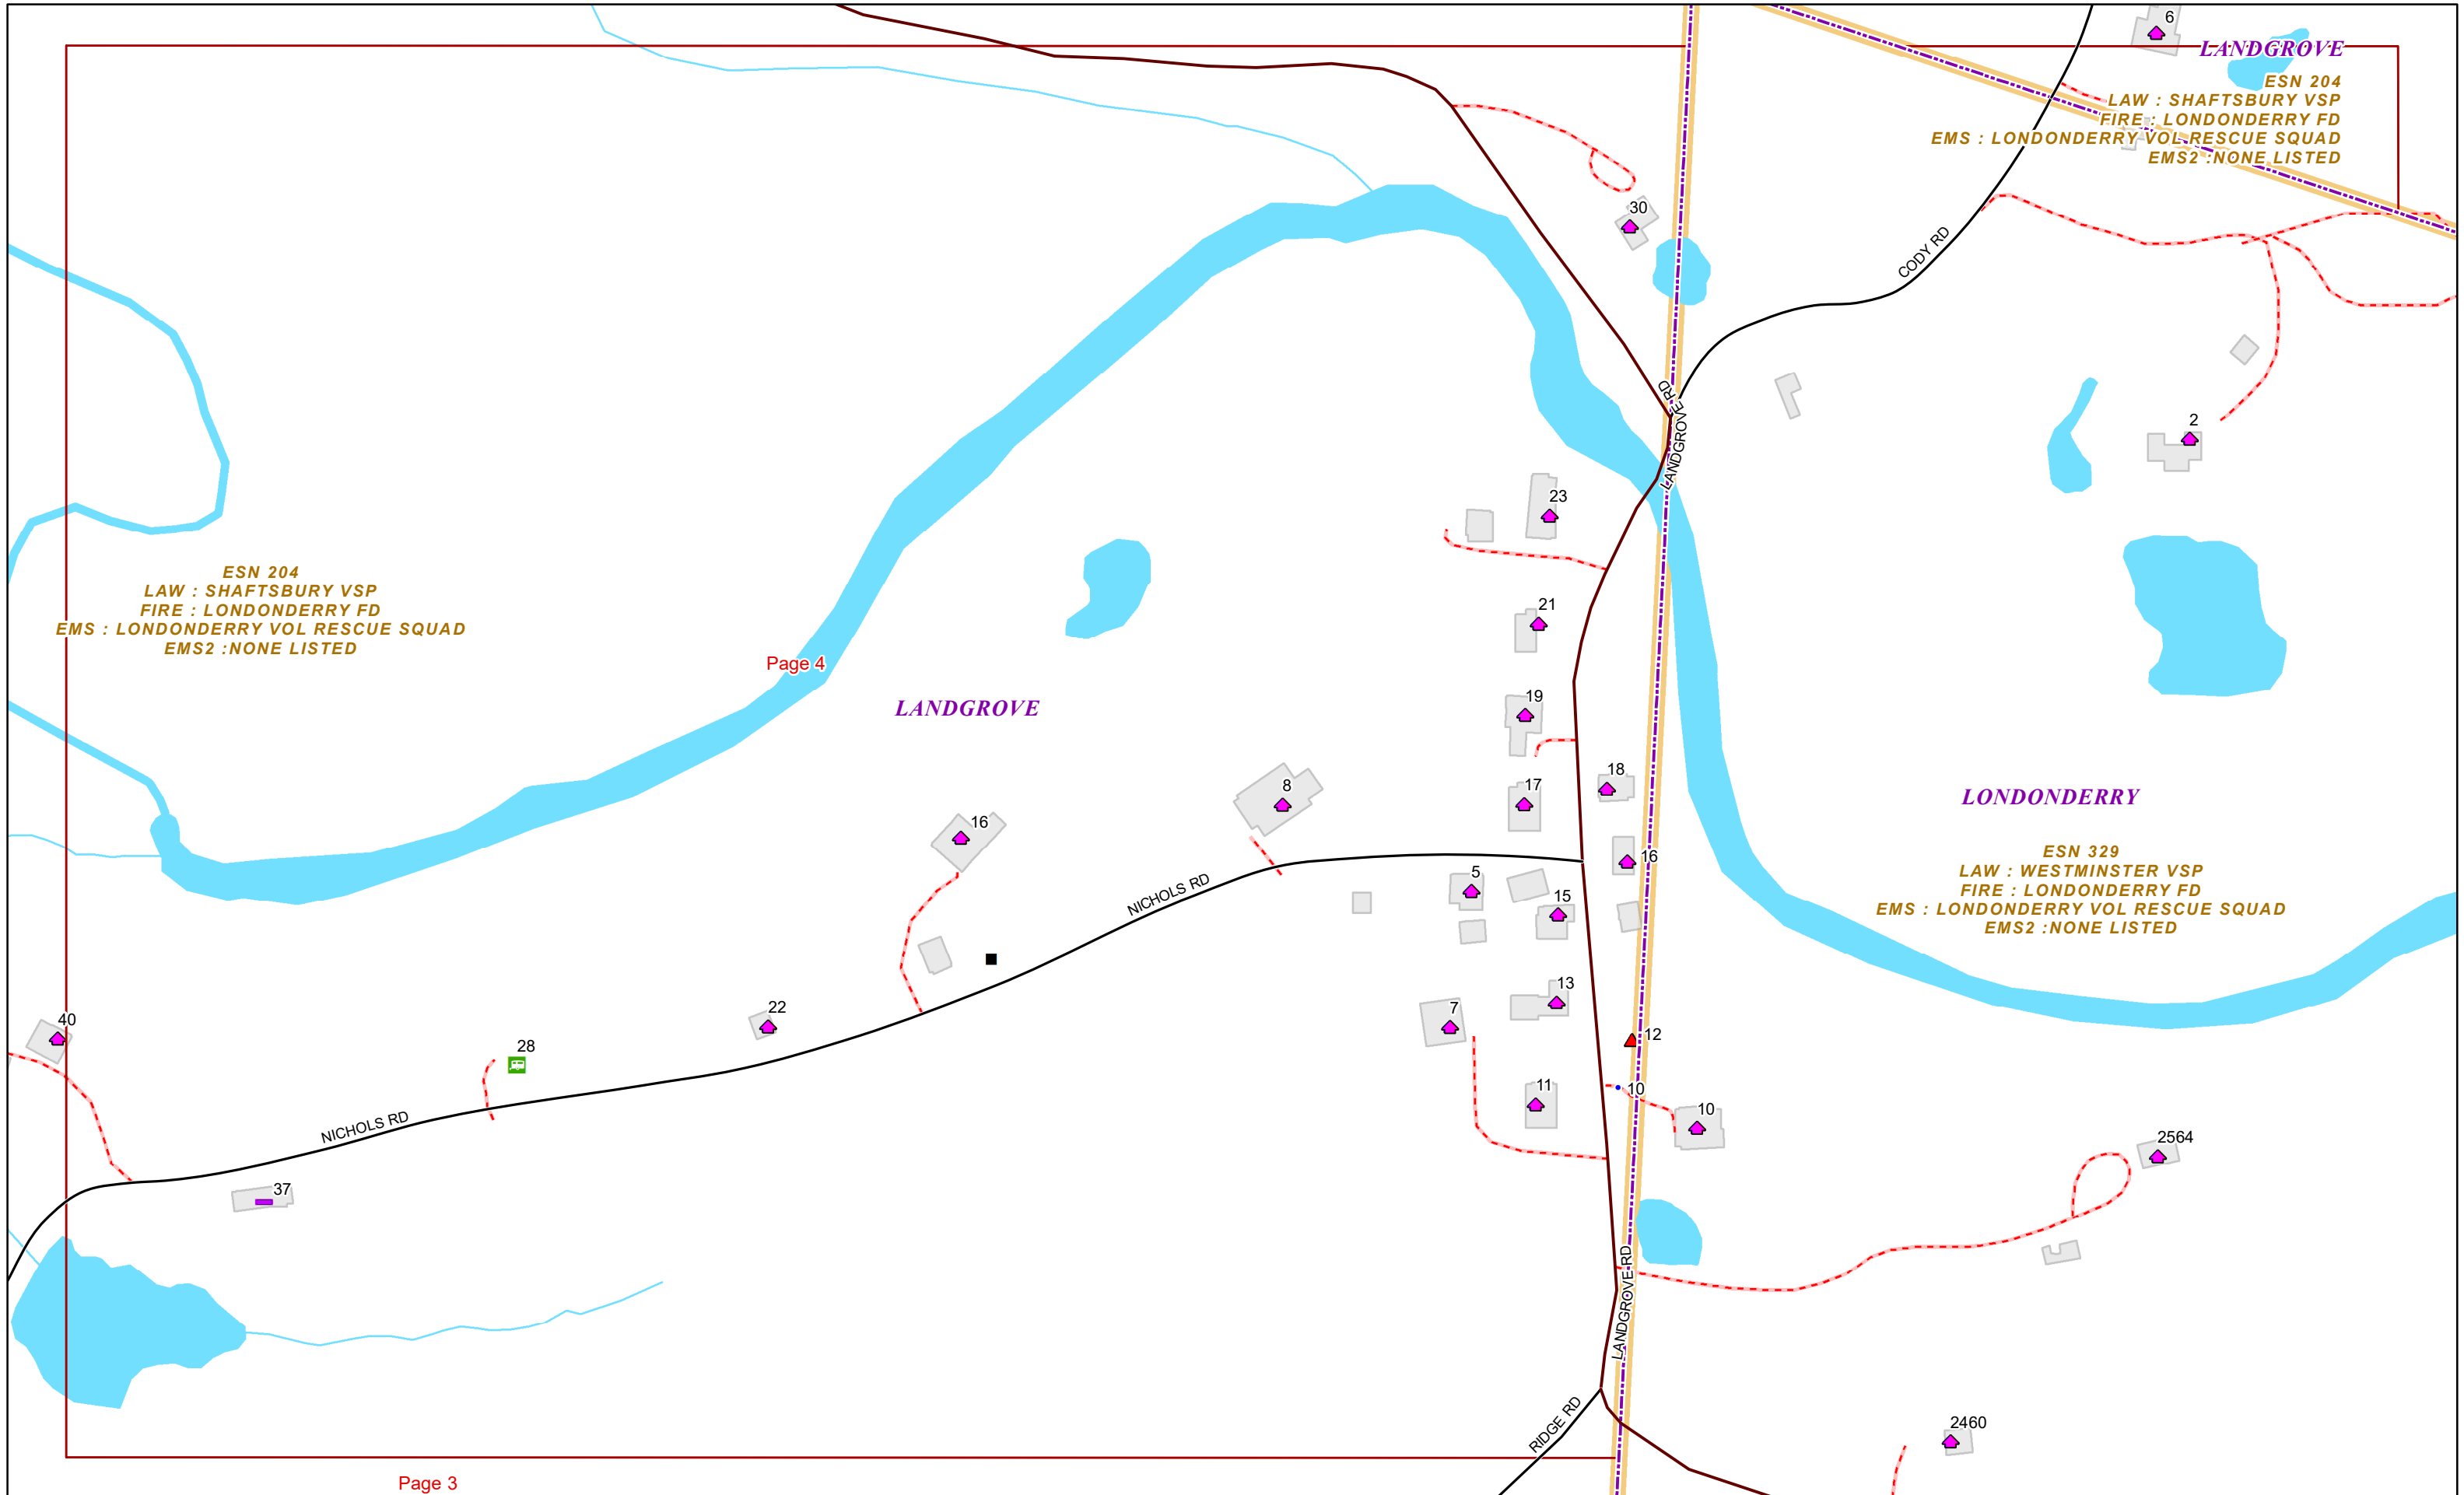 6
LANDGROVE
ESN 204
LAW : SHAFTSBURY VSP
FIRE : LONDONDERRY FD
EMS : LONDONDERRY VOL RESCUE SQUAD
EMS2 :NONE LISTED
30
CODY RD
LANDGROVE RD
LANDGROVE RD
2
23
ESN 204
LAW : SHAFTSBURY VSP
FIRE : LONDONDERRY FD
EMS : LONDONDERRY VOL RESCUE SQUAD
EMS2 :NONE LISTED
21
Page 4
LANDGROVE
19
18
17
8
LONDONDERRY
16
16
ESN 329
LAW : WESTMINSTER VSP
FIRE : LONDONDERRY FD
EMS : LONDONDERRY VOL RESCUE SQUAD
EMS2 :NONE LISTED
5
NICHOLS RD
15
13
22
7
40
12
28
11
10
10
NICHOLS RD
2564
37
LANDGROVE RD
RIDGE RD
2460
Page 3